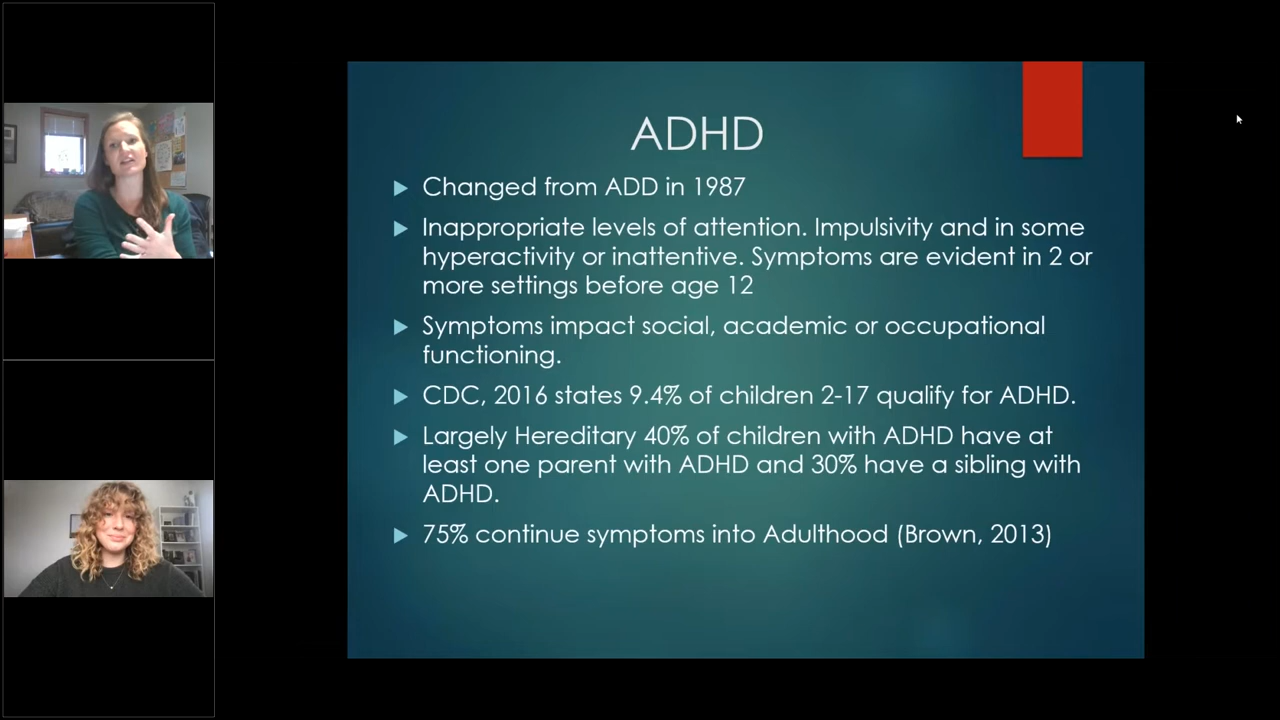 ADHD
Changed from ADD in 1987
Inappropriate levels of attention. Impulsivity and in some
hyperactivity or inattentive. Symptoms are evident in 2 or
more settings before age 12
Symptoms impact social, academic or occupational
functioning.
CDC, 2016 states 9.4% of children 2-17 qualify for ADHD.
Largely Hereditary 40% of children with ADHD have at
least one parent with ADHD and 30% have a sibling with
ADHD.
75% continue symptoms into Adulthood (Brown, 2013)